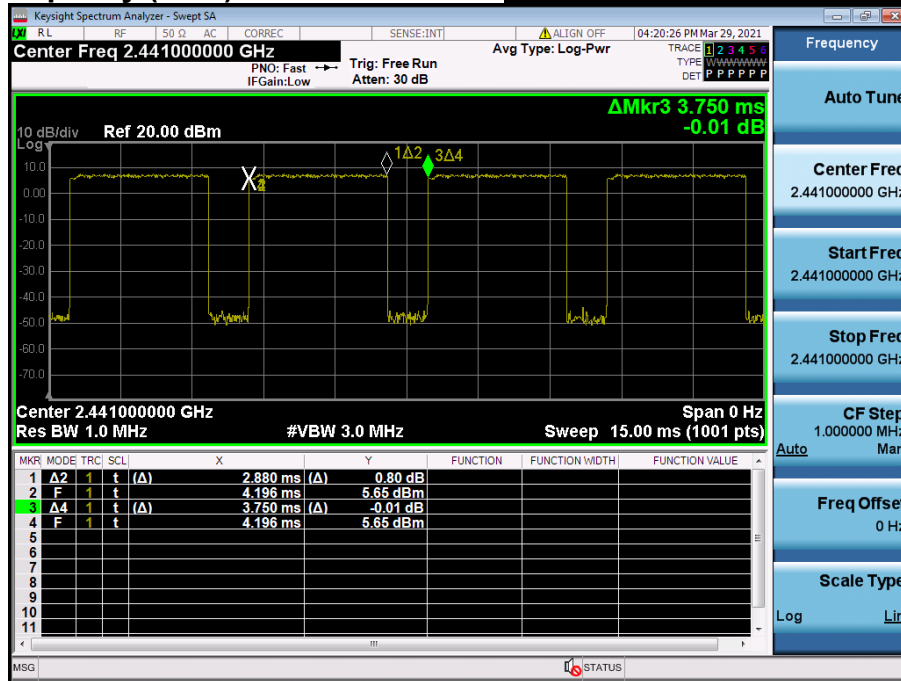 Keysight Spectrum Analyzer - Swept SA
LXI RL RF 50 Ω AC CORREC SENSE:INT ALIGN OFF 04:20:26 PM Mar 29, 2021
Center Freq 2.441000000 GHz
PNO: Fast
IFGain:Low
Trig: Free Run
Atten: 30 dB
Avg Type: Log-Pwr
TRACE 1 2 3 4 5 6
TYPE WWWWWW
DET P P P P P P
ΔMkr3 3.750 ms
-0.01 dB
10 dB/div Ref 20.00 dBm
Log
1Δ2 3Δ4
10.0
0.00
-10.0
-20.0
-30.0
-40.0
-50.0
-60.0
-70.0
Center 2.441000000 GHz Span 0 Hz
Res BW 1.0 MHz #VBW 3.0 MHz Sweep 15.00 ms (1001 pts)
MKR MODE TRC SCL X Y FUNCTION FUNCTION WIDTH FUNCTION VALUE
1 Δ2 1 t (Δ) 2.880 ms (Δ) 0.80 dB
2 F 1 t 4.196 ms 5.65 dBm
3 Δ4 1 t (Δ) 3.750 ms (Δ) -0.01 dB
4 F 1 t 4.196 ms 5.65 dBm
5
6
7
8
9
10
11
MSG STATUS
Frequency
Auto Tune
Center Freq
2.441000000 GHz
Start Freq
2.441000000 GHz
Stop Freq
2.441000000 GHz
CF Step
1.000000 MHz
Auto Man
Freq Offset
0 Hz
Scale Type
Log Lin